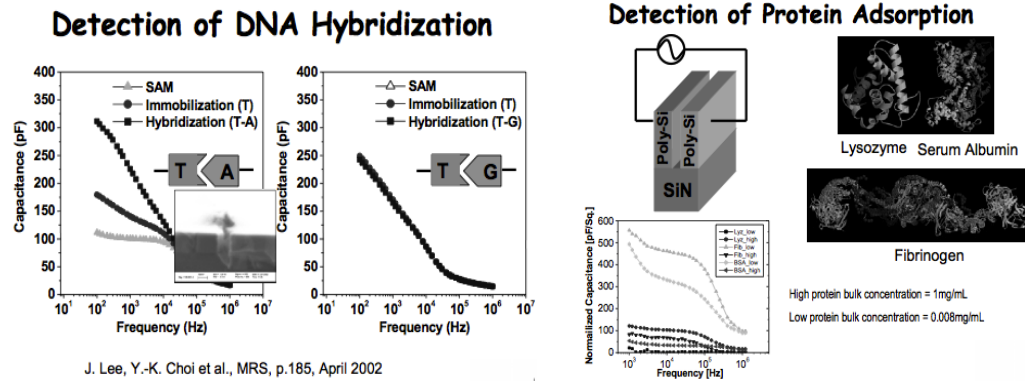 Detection of DNA Hybridization
400
350
300
250
200
150
100
50
0
Capacitance (pF)
SAM
Immobilization (T)
Hybridization (T-A)
T A
10^1 10^2 10^3 10^4 10^5 10^6 10^7
Frequency (Hz)
400
350
300
250
200
150
100
50
0
Capacitance (pF)
SAM
Immobilization (T)
Hybridization (T-G)
T G
10^1 10^2 10^3 10^4 10^5 10^6 10^7
Frequency (Hz)
J. Lee, Y.-K. Choi et al., MRS, p.185, April 2002
Detection of Protein Adsorption
Poly-Si
Poly-Si
SiN
Lysozyme Serum Albumin
Fibrinogen
600
500
400
300
200
100
0
Normailized Capacitance [pF/Sq.]
Lyz_low
Lyz_high
Fib_low
Fib_high
BSA_low
BSA_high
10^3 10^4 10^5 10^6
Frequency [Hz]
High protein bulk concentration = 1mg/mL
Low protein bulk concentration = 0.008mg/mL